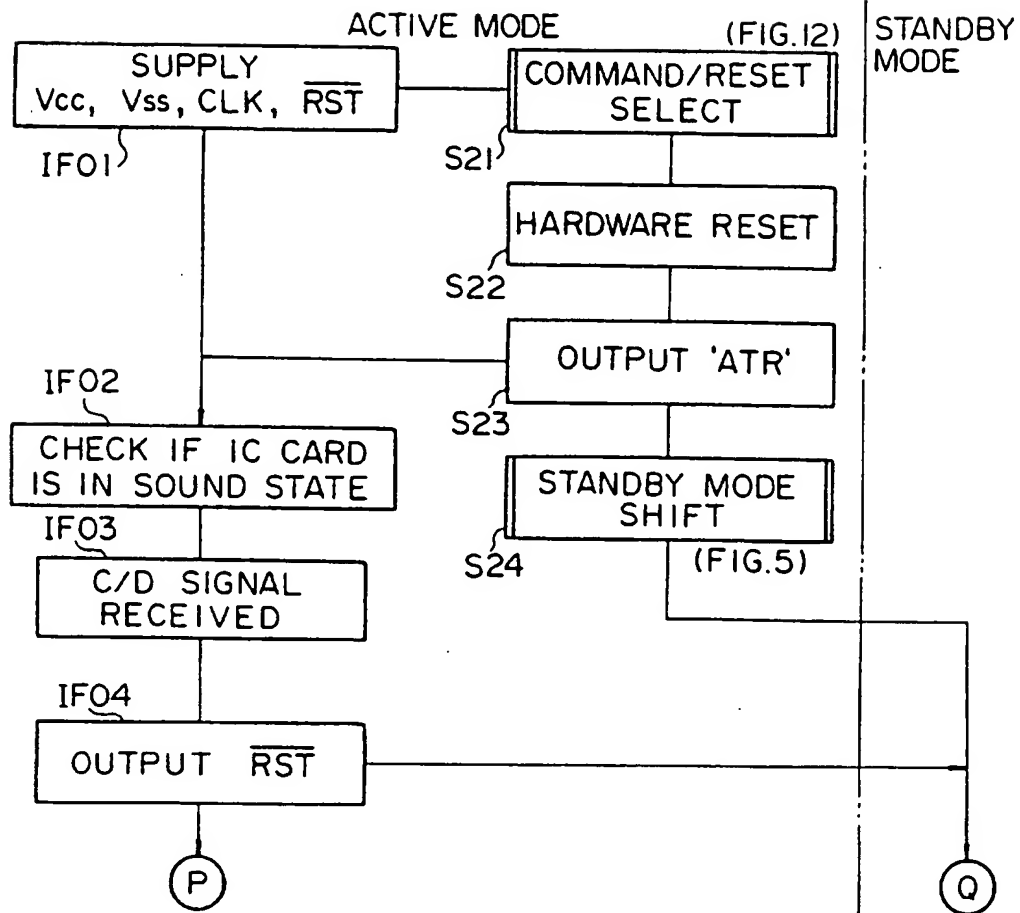 ACTIVE MODE
(FIG.12)
STANDBY
MODE
SUPPLY
Vcc, Vss, CLK, RST
IF01
COMMAND/RESET
SELECT
S21
HARDWARE RESET
S22
OUTPUT 'ATR'
S23
IF02
CHECK IF IC CARD
IS IN SOUND STATE
STANDBY MODE
SHIFT
S24
(FIG.5)
IF03
C/D SIGNAL
RECEIVED
IF04
OUTPUT RST
P
Q